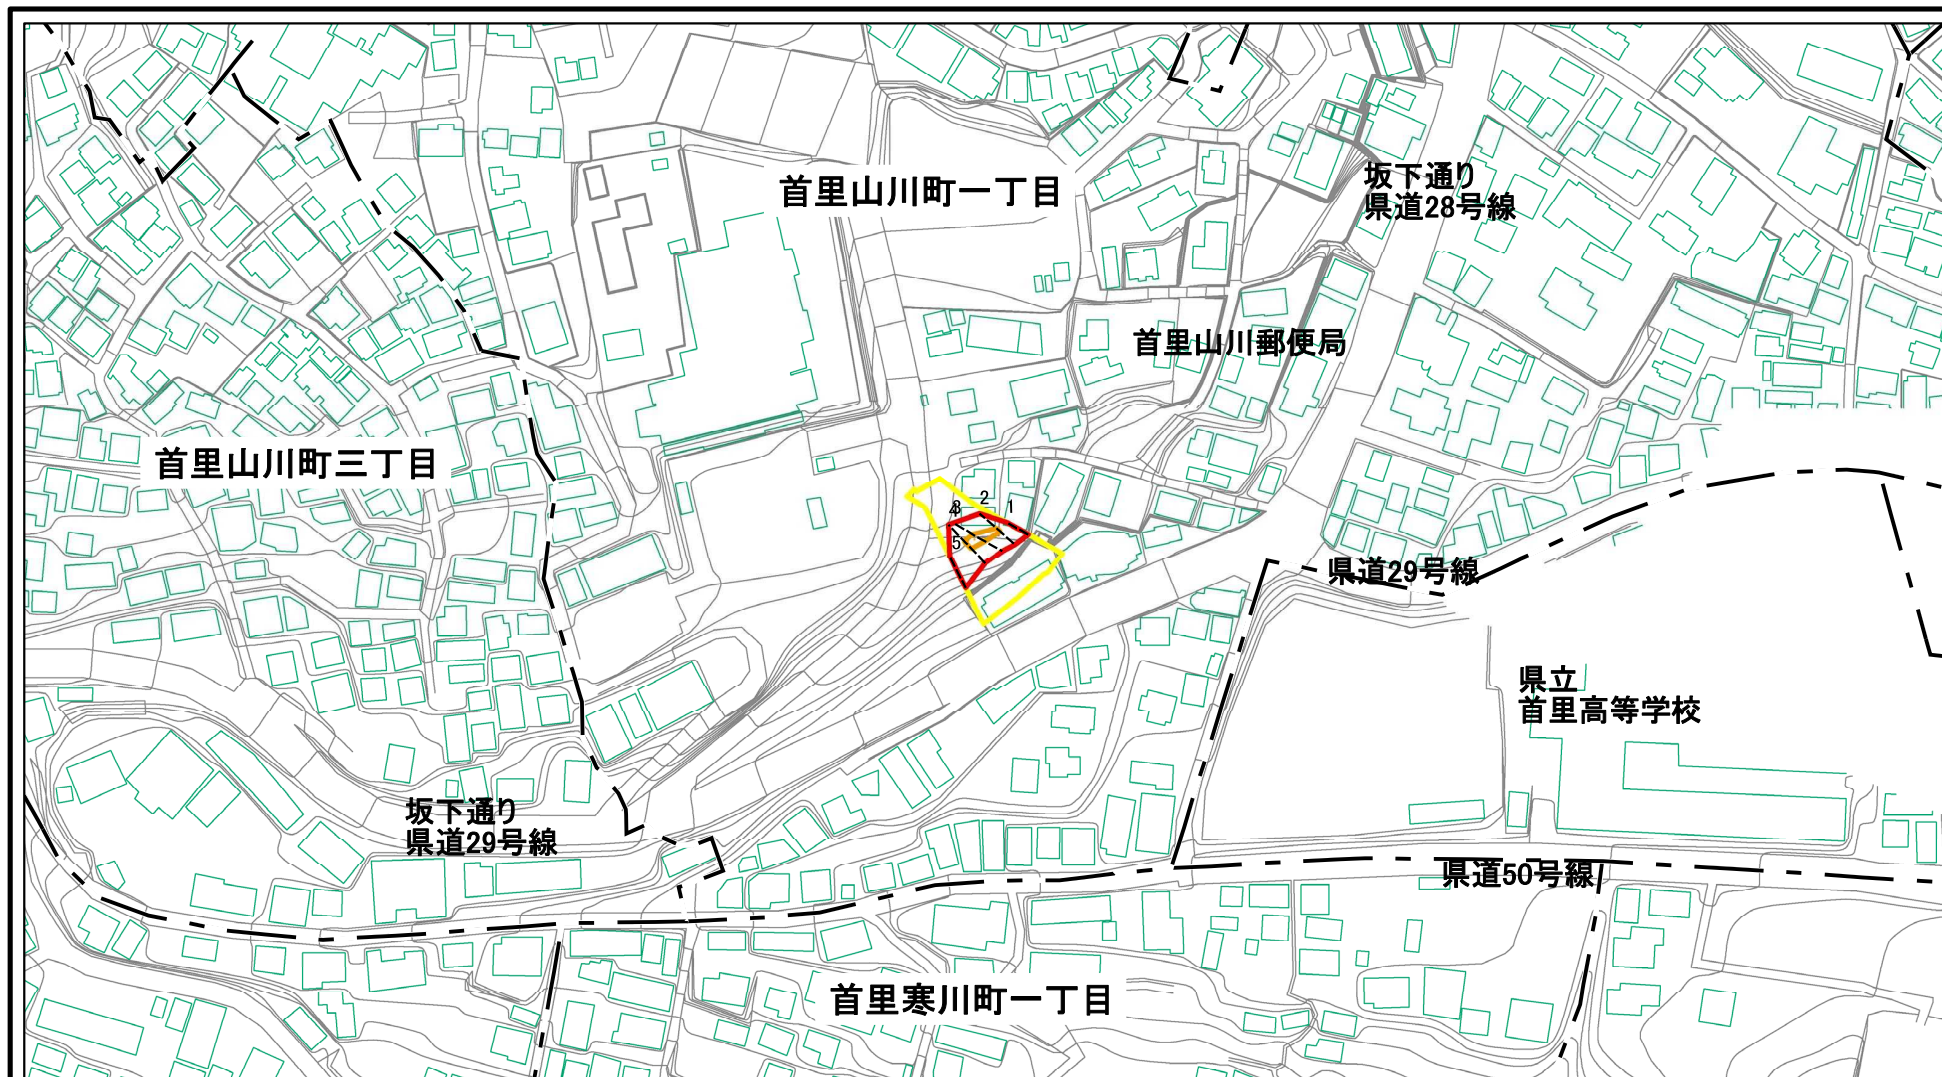 首里山川町一丁目
坂下通り
県道28号線
首里山川郵便局
首里山川町三丁目
2
1
3
4
5
県道29号線
県立
首里高等学校
坂下通り
県道29号線
県道50号線
首里寒川町一丁目